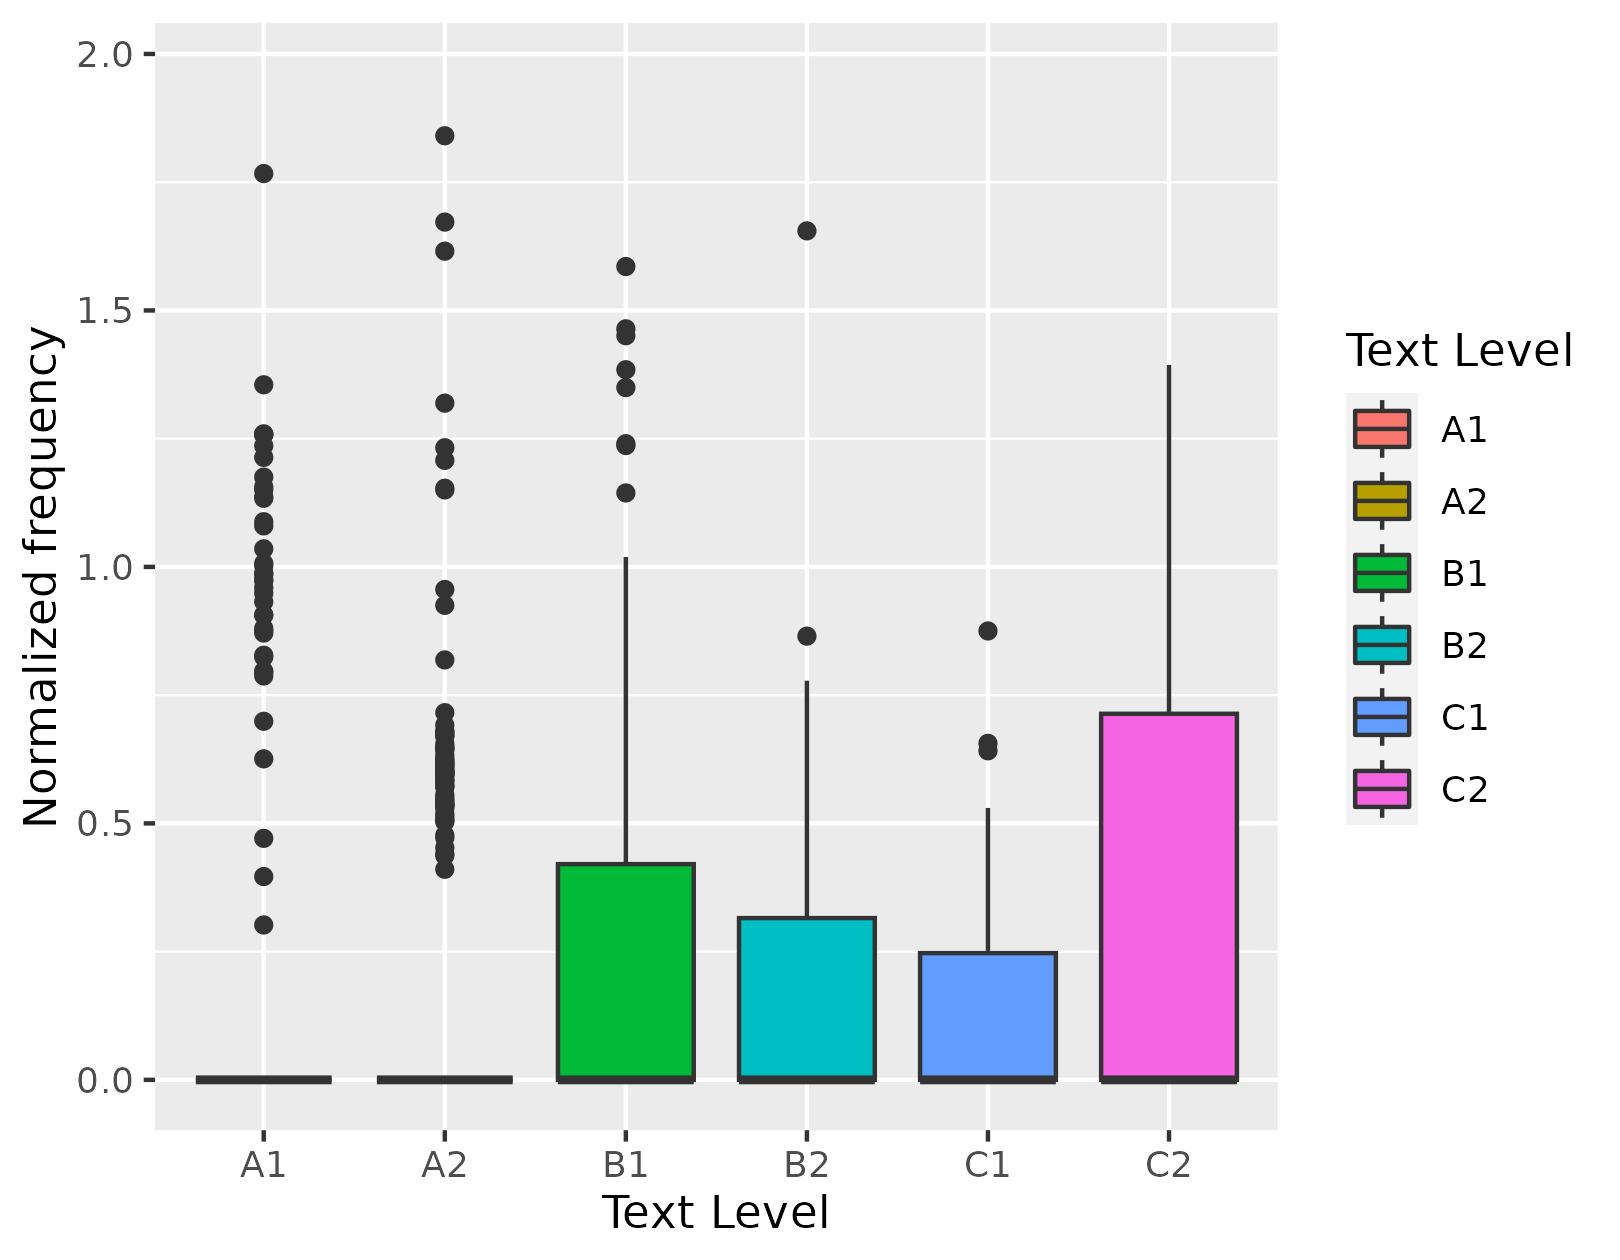 2.0
1.5
1.0
0.5
0.0
Normalized frequency
A1 A2 B1 B2 C1 C2
Text Level
Text Level
A1
A2
B1
B2
C1
C2